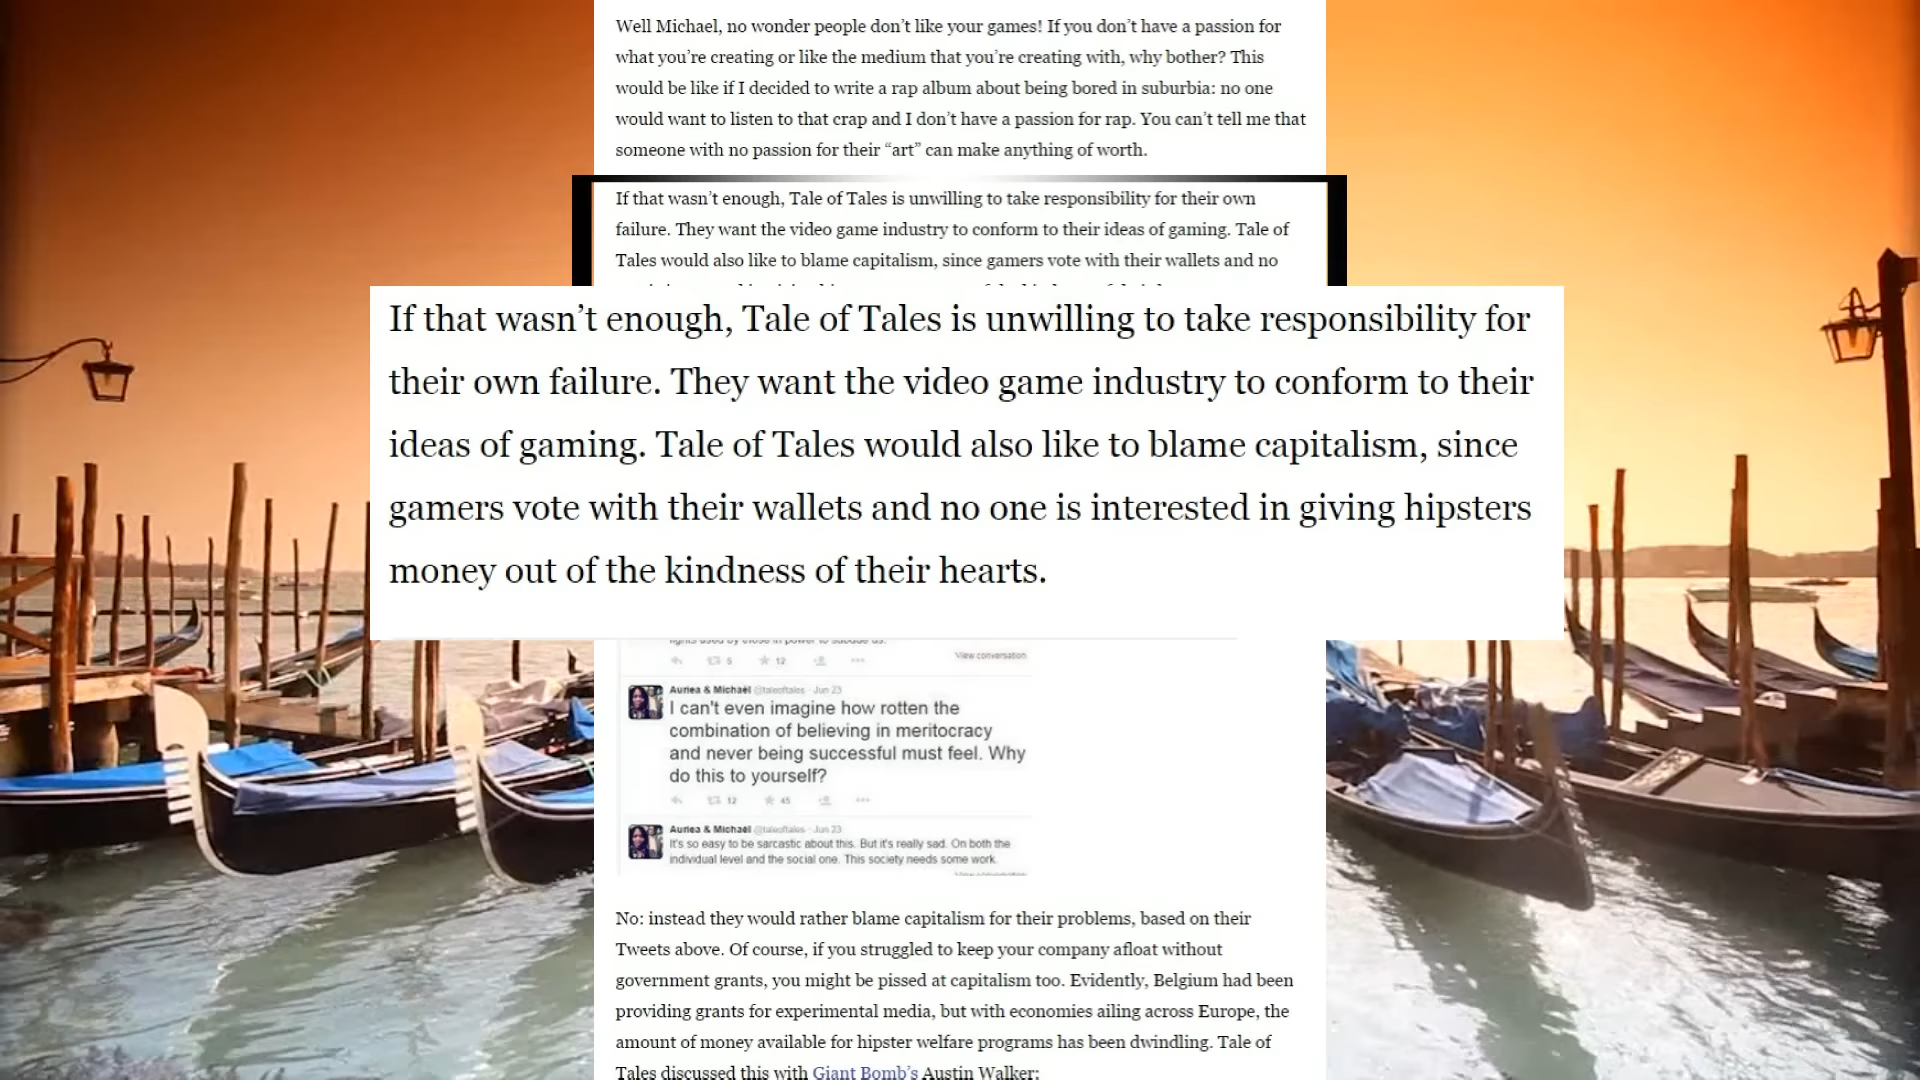 Well Michael, no wonder people don’t like your games! If you don’t have a passion for
what you’re creating or like the medium that you’re creating with, why bother? This
would be like if I decided to write a rap album about being bored in suburbia: no one
would want to listen to that crap and I don’t have a passion for rap. You can’t tell me that
someone with no passion for their “art” can make anything of worth.
If that wasn’t enough, Tale of Tales is unwilling to take responsibility for their own
failure. They want the video game industry to conform to their ideas of gaming. Tale of
Tales would also like to blame capitalism, since gamers vote with their wallets and no
If that wasn’t enough, Tale of Tales is unwilling to take responsibility for
their own failure. They want the video game industry to conform to their
ideas of gaming. Tale of Tales would also like to blame capitalism, since
gamers vote with their wallets and no one is interested in giving hipsters
money out of the kindness of their hearts.
5 12 View conversation
Auriea & Michaël @taleoftales · Jun 23
I can't even imagine how rotten the
combination of believing in meritocracy
and never being successful must feel. Why
do this to yourself?
12 45
Auriea & Michaël @taleoftales · Jun 23
It's so easy to be sarcastic about this. But it's really sad. On both the
individual level and the social one. This society needs some work.
View conversation
No: instead they would rather blame capitalism for their problems, based on their
Tweets above. Of course, if you struggled to keep your company afloat without
government grants, you might be pissed at capitalism too. Evidently, Belgium had been
providing grants for experimental media, but with economies ailing across Europe, the
amount of money available for hipster welfare programs has been dwindling. Tale of
Tales discussed this with Giant Bomb’s Austin Walker: